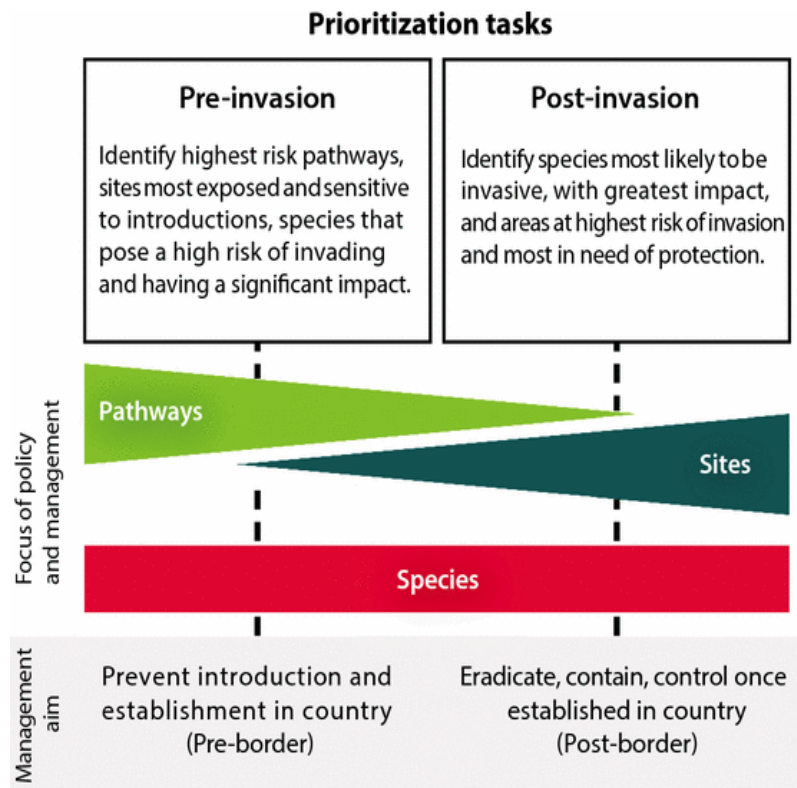 Prioritization tasks
Pre-invasion
Identify highest risk pathways,
sites most exposed and sensitive
to introductions, species that
pose a high risk of invading
and having a significant impact.
Post-invasion
Identify species most likely to be
invasive, with greatest impact,
and areas at highest risk of invasion
and most in need of protection.
Focus of policy
and management
Pathways
Sites
Species
Management
aim
Prevent introduction and
establishment in country
(Pre-border)
Eradicate, contain, control once
established in country
(Post-border)